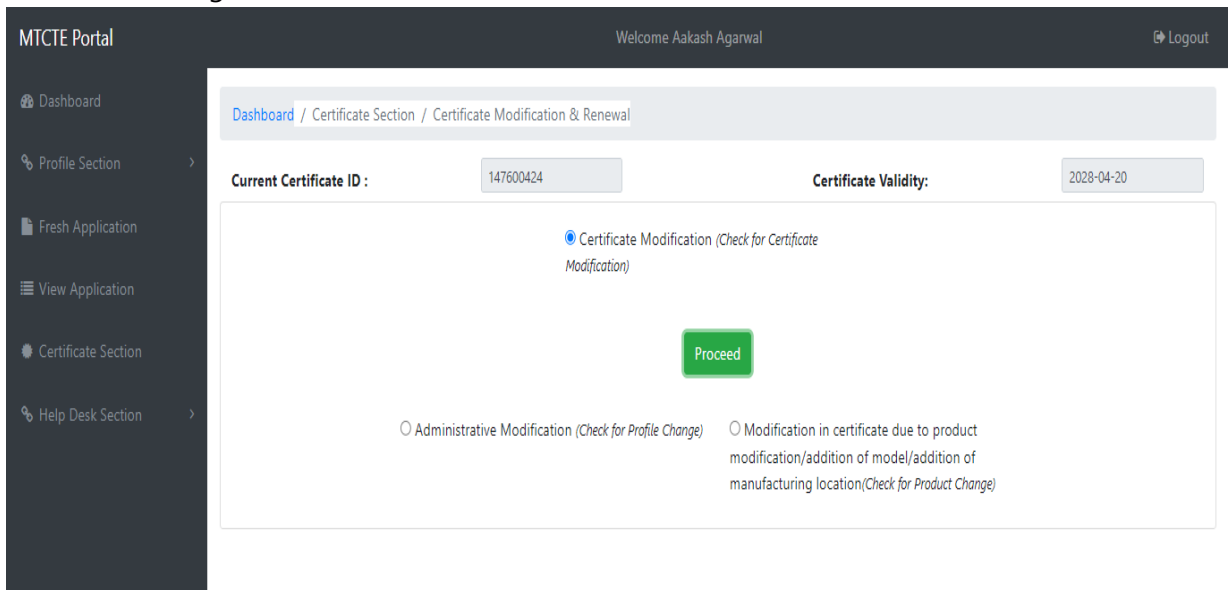 MTCTE Portal
Welcome Aakash Agarwal
Logout
Dashboard
Profile Section
Fresh Application
View Application
Certificate Section
Help Desk Section
Dashboard / Certificate Section / Certificate Modification & Renewal
Current Certificate ID : 147600424 Certificate Validity: 2028-04-20
Certificate Modification (Check for Certificate
Modification)
Proceed
Administrative Modification (Check for Profile Change)
Modification in certificate due to product
modification/addition of model/addition of
manufacturing location(Check for Product Change)